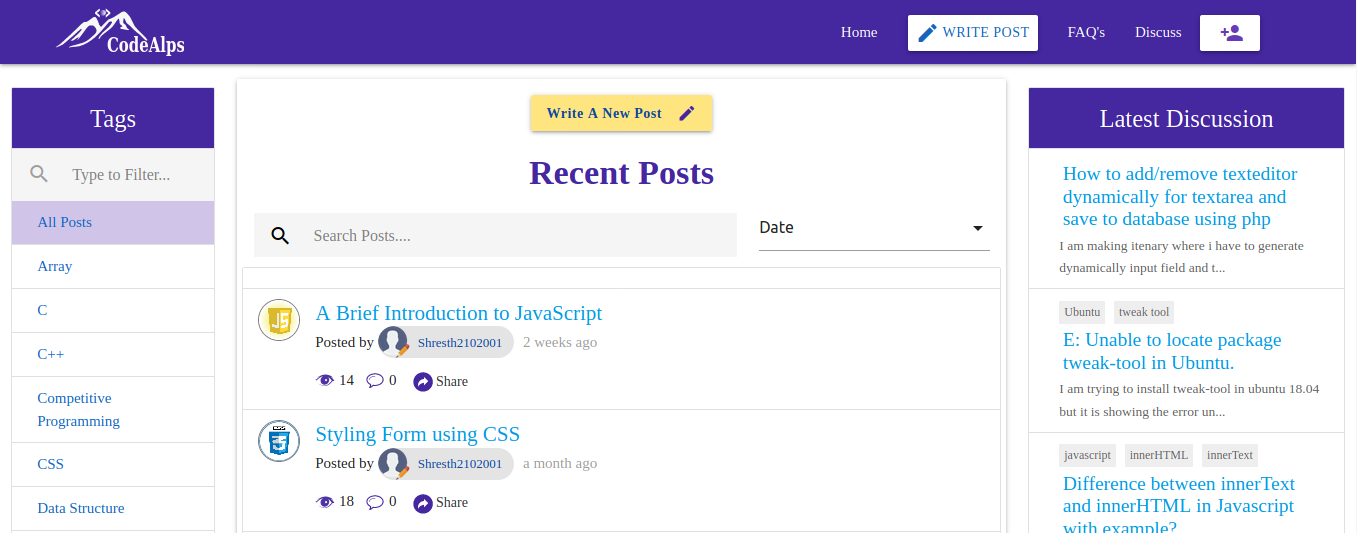 CodeAlps
Home
WRITE POST
FAQ's
Discuss
Tags
Type to Filter...
All Posts
Array
C
C++
Competitive
Programming
CSS
Data Structure
Write A New Post
Recent Posts
Search Posts....
Date
A Brief Introduction to JavaScript
Posted by Shresth2102001 2 weeks ago
14 0 Share
Styling Form using CSS
Posted by Shresth2102001 a month ago
18 0 Share
Latest Discussion
How to add/remove texteditor
dynamically for textarea and
save to database using php
I am making itenary where i have to generate
dynamically input field and t...
Ubuntu tweak tool
E: Unable to locate package
tweak-tool in Ubuntu.
I am trying to install tweak-tool in ubuntu 18.04
but it is showing the error un...
javascript innerHTML innerText
Difference between innerText
and innerHTML in Javascript
with example?